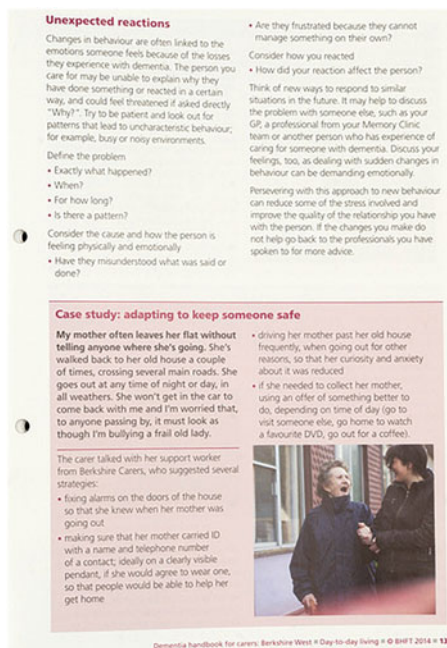 Unexpected reactions
Changes in behaviour are often linked to the
emotions someone feels because of the losses
they experience with dementia. The person you
care for may be unable to explain why they
have done something or reacted in a certain
way, and could feel threatened if asked directly
"Why?". Try to be patient and look out for
patterns that lead to uncharacteristic behaviour;
for example, busy or noisy environments.
Define the problem
• Exactly what happened?
• When?
• For how long?
• Is there a pattern?
Consider the cause and how the person is
feeling physically and emotionally
• Have they misunderstood what was said or
done?
• Are they frustrated because they cannot
manage something on their own?
Consider how you reacted
• How did your reaction affect the person?
Think of new ways to respond to similar
situations in the future. It may help to discuss
the problem with someone else, such as your
GP, a professional from your Memory Clinic
team or another person who has experience of
caring for someone with dementia. Discuss your
feelings, too, as dealing with sudden changes in
behaviour can be demanding emotionally.
Persevering with this approach to new behaviour
can reduce some of the stress involved and
improve the quality of the relationship you have
with the person. If the changes you make do
not help go back to the professionals you have
spoken to for more advice.
Case study: adapting to keep someone safe
My mother often leaves her flat without
telling anyone where she's going. She's
walked back to her old house a couple
of times, crossing several main roads. She
goes out at any time of night or day, in
all weathers. She won't get in the car to
come back with me and I'm worried that,
to anyone passing by, it must look as
though I'm bullying a frail old lady.
The carer talked with her support worker
from Berkshire Carers, who suggested several
strategies:
• fixing alarms on the doors of the house
so that she knew when her mother was
going out
• making sure that her mother carried ID
with a name and telephone number
of a contact; ideally on a clearly visible
pendant, if she would agree to wear one,
so that people would be able to help her
get home
• driving her mother past her old house
frequently, when going out for other
reasons, so that her curiosity and anxiety
about it was reduced
• if she needed to collect her mother,
using an offer of something better to
do, depending on time of day (go to
visit someone else, go home to watch
a favourite DVD, go out for a coffee).
Dementia handbook for carers: Berkshire West • Day-to-day living • © BHFT 2014 • 13